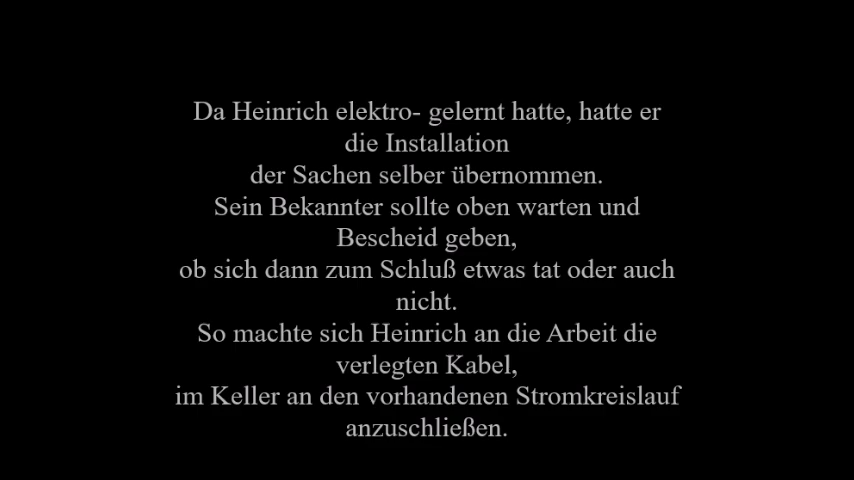 Da Heinrich elektro- gelernt hatte, hatte er
die Installation
der Sachen selber übernommen.
Sein Bekannter sollte oben warten und
Bescheid geben,
ob sich dann zum Schluß etwas tat oder auch
nicht.
So machte sich Heinrich an die Arbeit die
verlegten Kabel,
im Keller an den vorhandenen Stromkreislauf
anzuschließen.